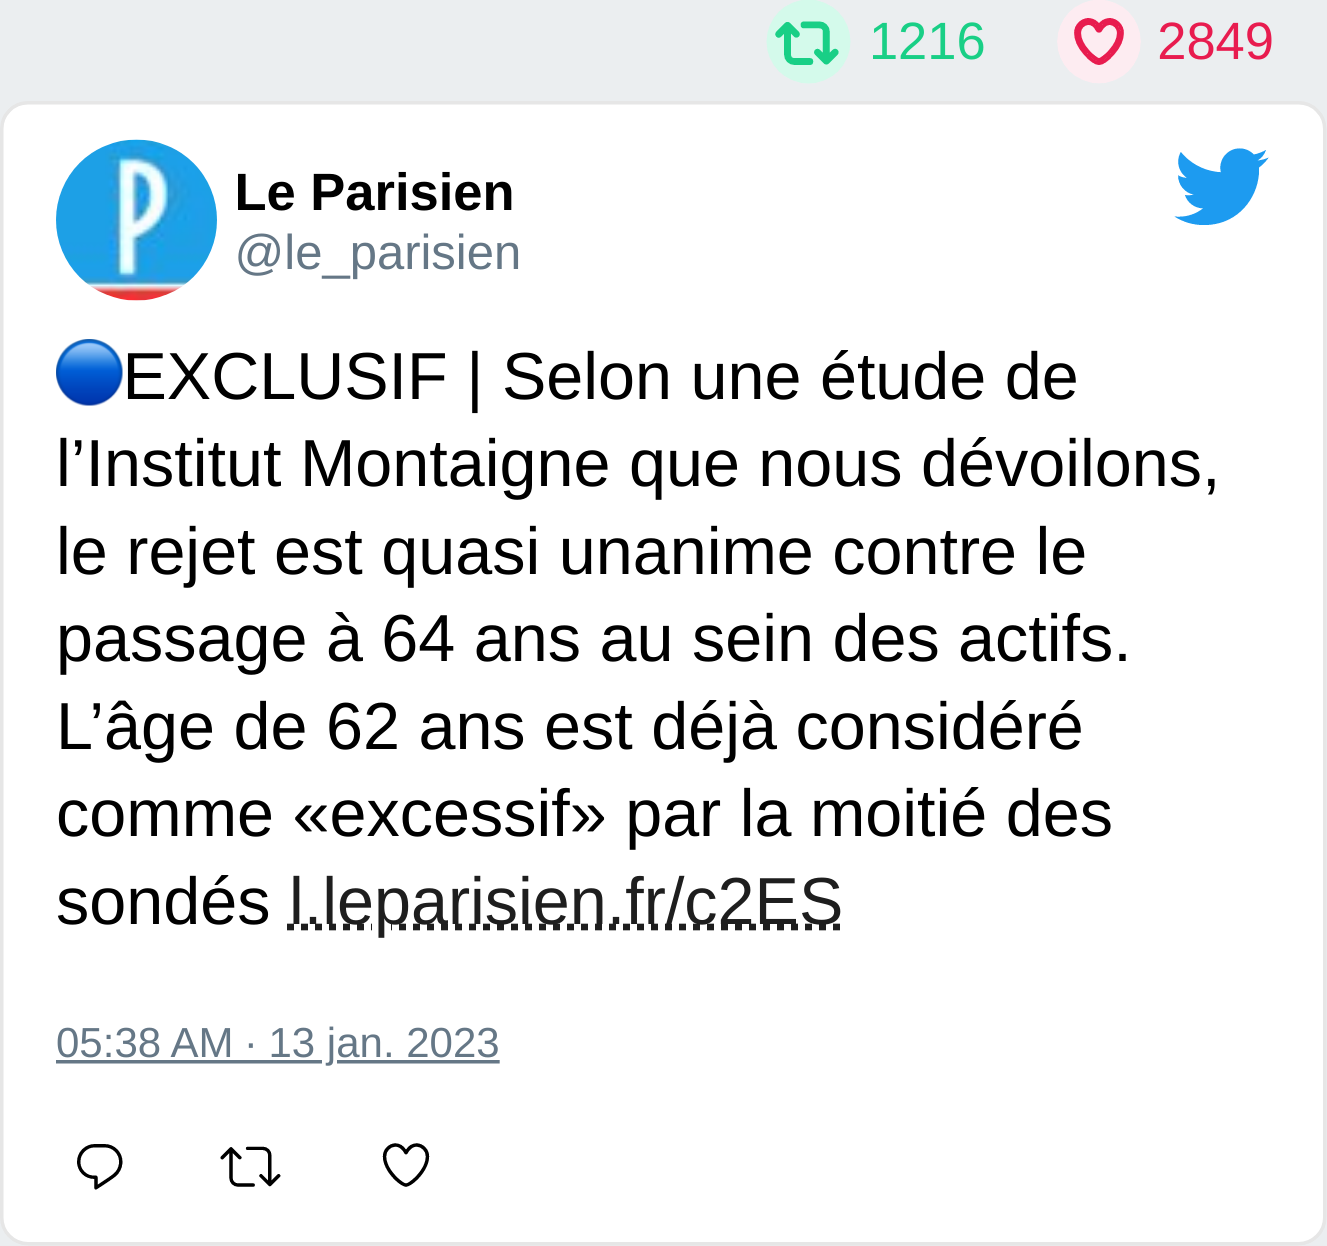 1216 2849
Le Parisien
@le_parisien
🔵EXCLUSIF | Selon une étude de
l’Institut Montaigne que nous dévoilons,
le rejet est quasi unanime contre le
passage à 64 ans au sein des actifs.
L’âge de 62 ans est déjà considéré
comme «excessif» par la moitié des
sondés l.leparisien.fr/c2ES
05:38 AM · 13 jan. 2023